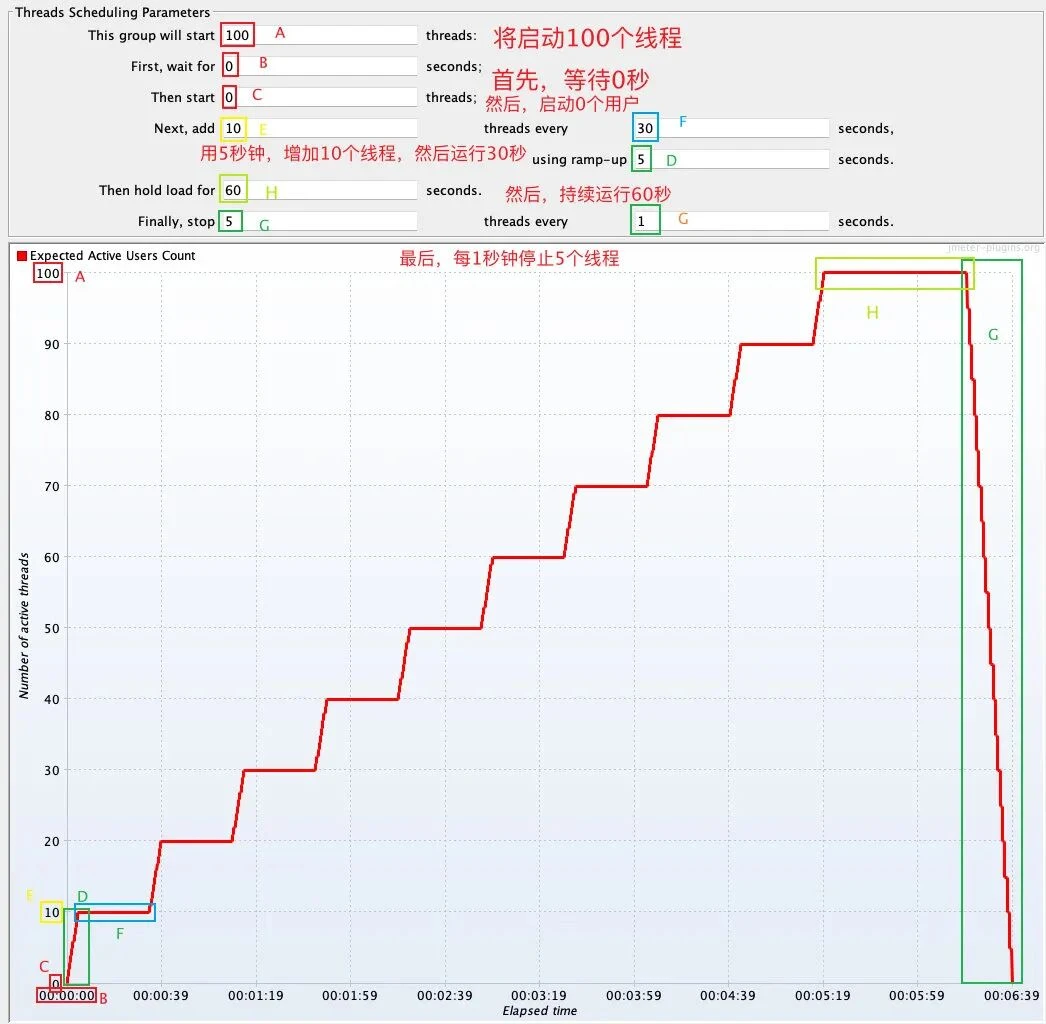 Threads Scheduling Parameters
This group will start 100 A threads: 将启动100个线程
First, wait for 0 B seconds; 首先，等待0秒
Then start 0 C threads; 然后，启动0个用户
Next, add 10 E threads every 30 F seconds,
用5秒钟，增加10个线程，然后运行30秒 using ramp-up 5 D seconds.
Then hold load for 60 H seconds. 然后，持续运行60秒
Finally, stop 5 G threads every 1 G seconds.
jmeter-plugins.org
Expected Active Users Count 最后，每1秒钟停止5个线程
100 A
H
G
90
80
70
60
50
40
30
20
E D
10
F
C
0
00:00:00 B 00:00:39 00:01:19 00:01:59 00:02:39 00:03:19 00:03:59 00:04:39 00:05:19 00:05:59 00:06:39
Elapsed time
Number of active threads